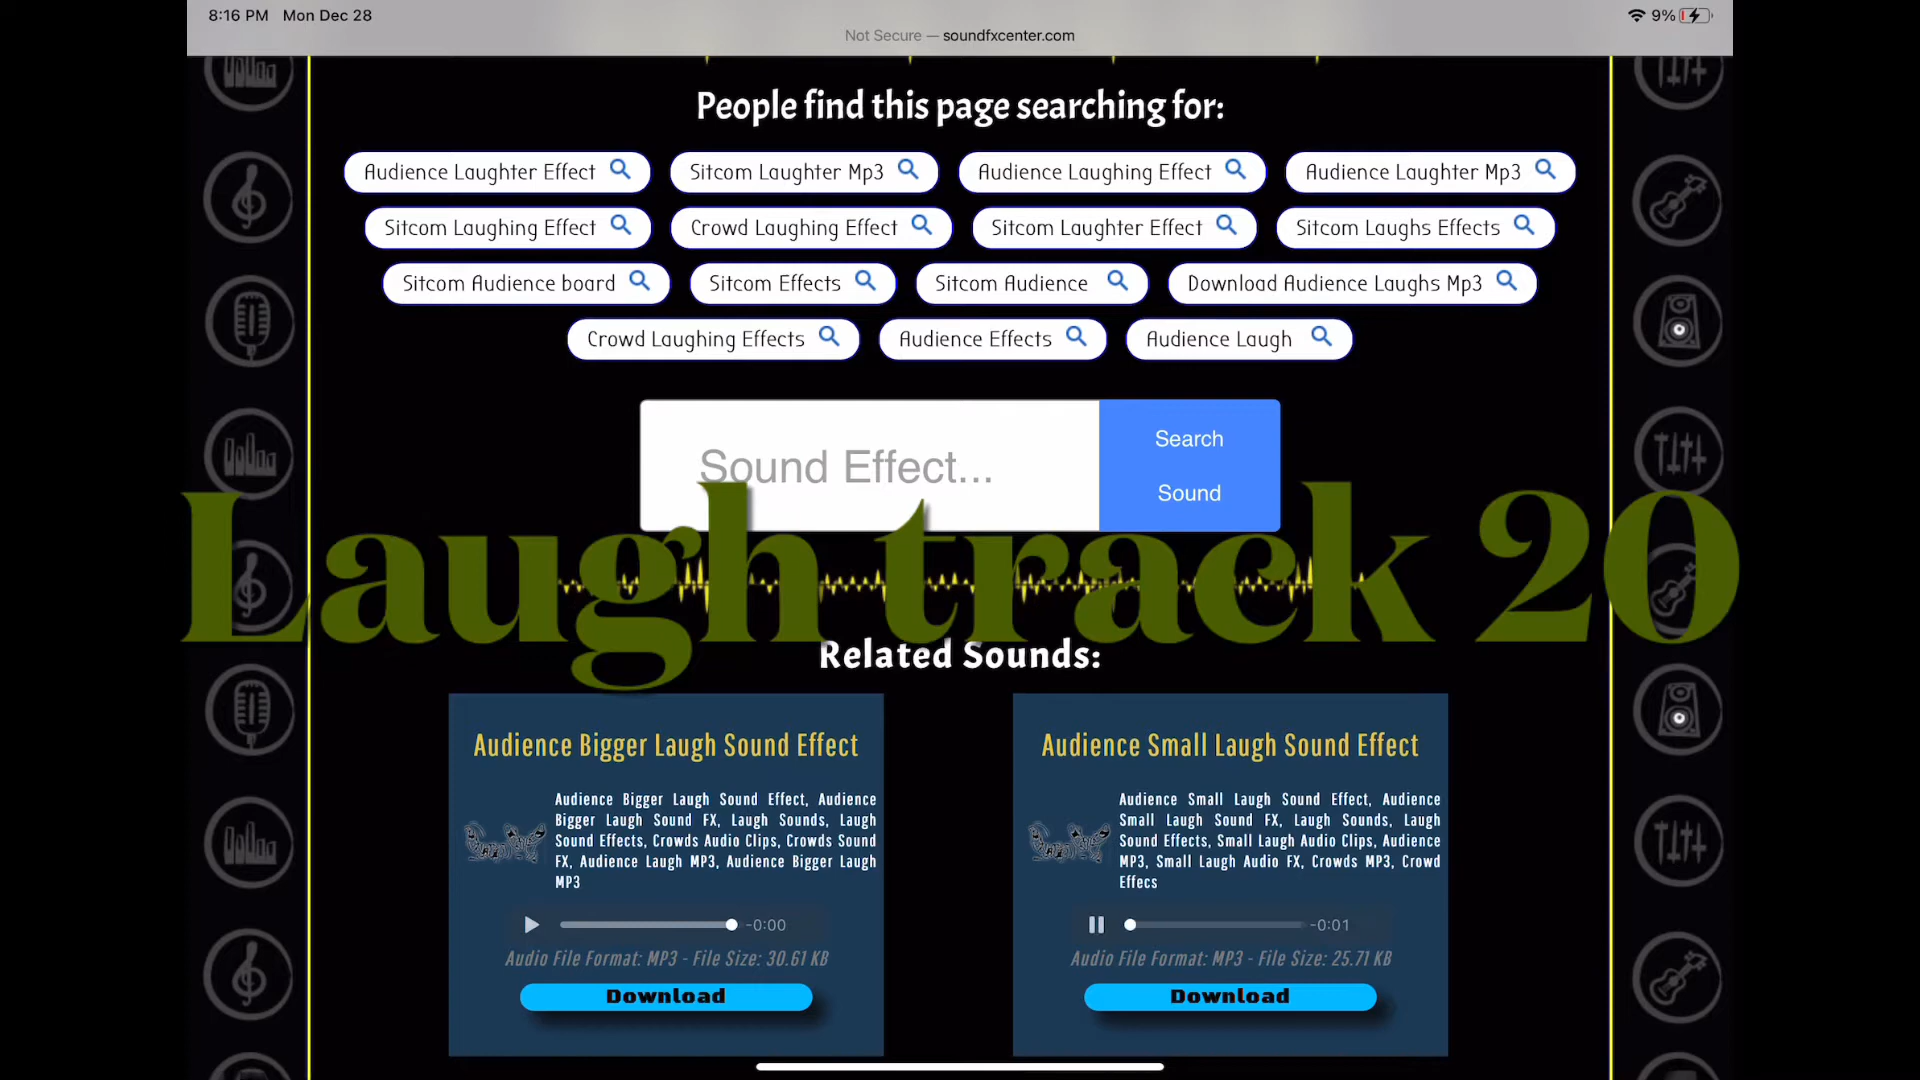 8:16 PM Mon Dec 28
9%
Not Secure — soundfxcenter.com
People find this page searching for:
Audience Laughter Effect
Sitcom Laughter Mp3
Audience Laughing Effect
Audience Laughter Mp3
Sitcom Laughing Effect
Crowd Laughing Effect
Sitcom Laughter Effect
Sitcom Laughs Effects
Sitcom Audience board
Sitcom Effects
Sitcom Audience
Download Audience Laughs Mp3
Crowd Laughing Effects
Audience Effects
Audience Laugh
Sound Effect...
Search
Sound
Laugh track 20
Related Sounds:
Audience Bigger Laugh Sound Effect
Audience Bigger Laugh Sound Effect, Audience
Bigger Laugh Sound FX, Laugh Sounds, Laugh
Sound Effects, Crowds Audio Clips, Crowds Sound
FX, Audience Laugh MP3, Audience Bigger Laugh
MP3
-0:00
Audio File Format: MP3 - File Size: 30.61 KB
Download
Audience Small Laugh Sound Effect
Audience Small Laugh Sound Effect, Audience
Small Laugh Sound FX, Laugh Sounds, Laugh
Sound Effects, Small Laugh Audio Clips, Audience
MP3, Small Laugh Audio FX, Crowds MP3, Crowd
Effecs
-0:01
Audio File Format: MP3 - File Size: 25.71 KB
Download